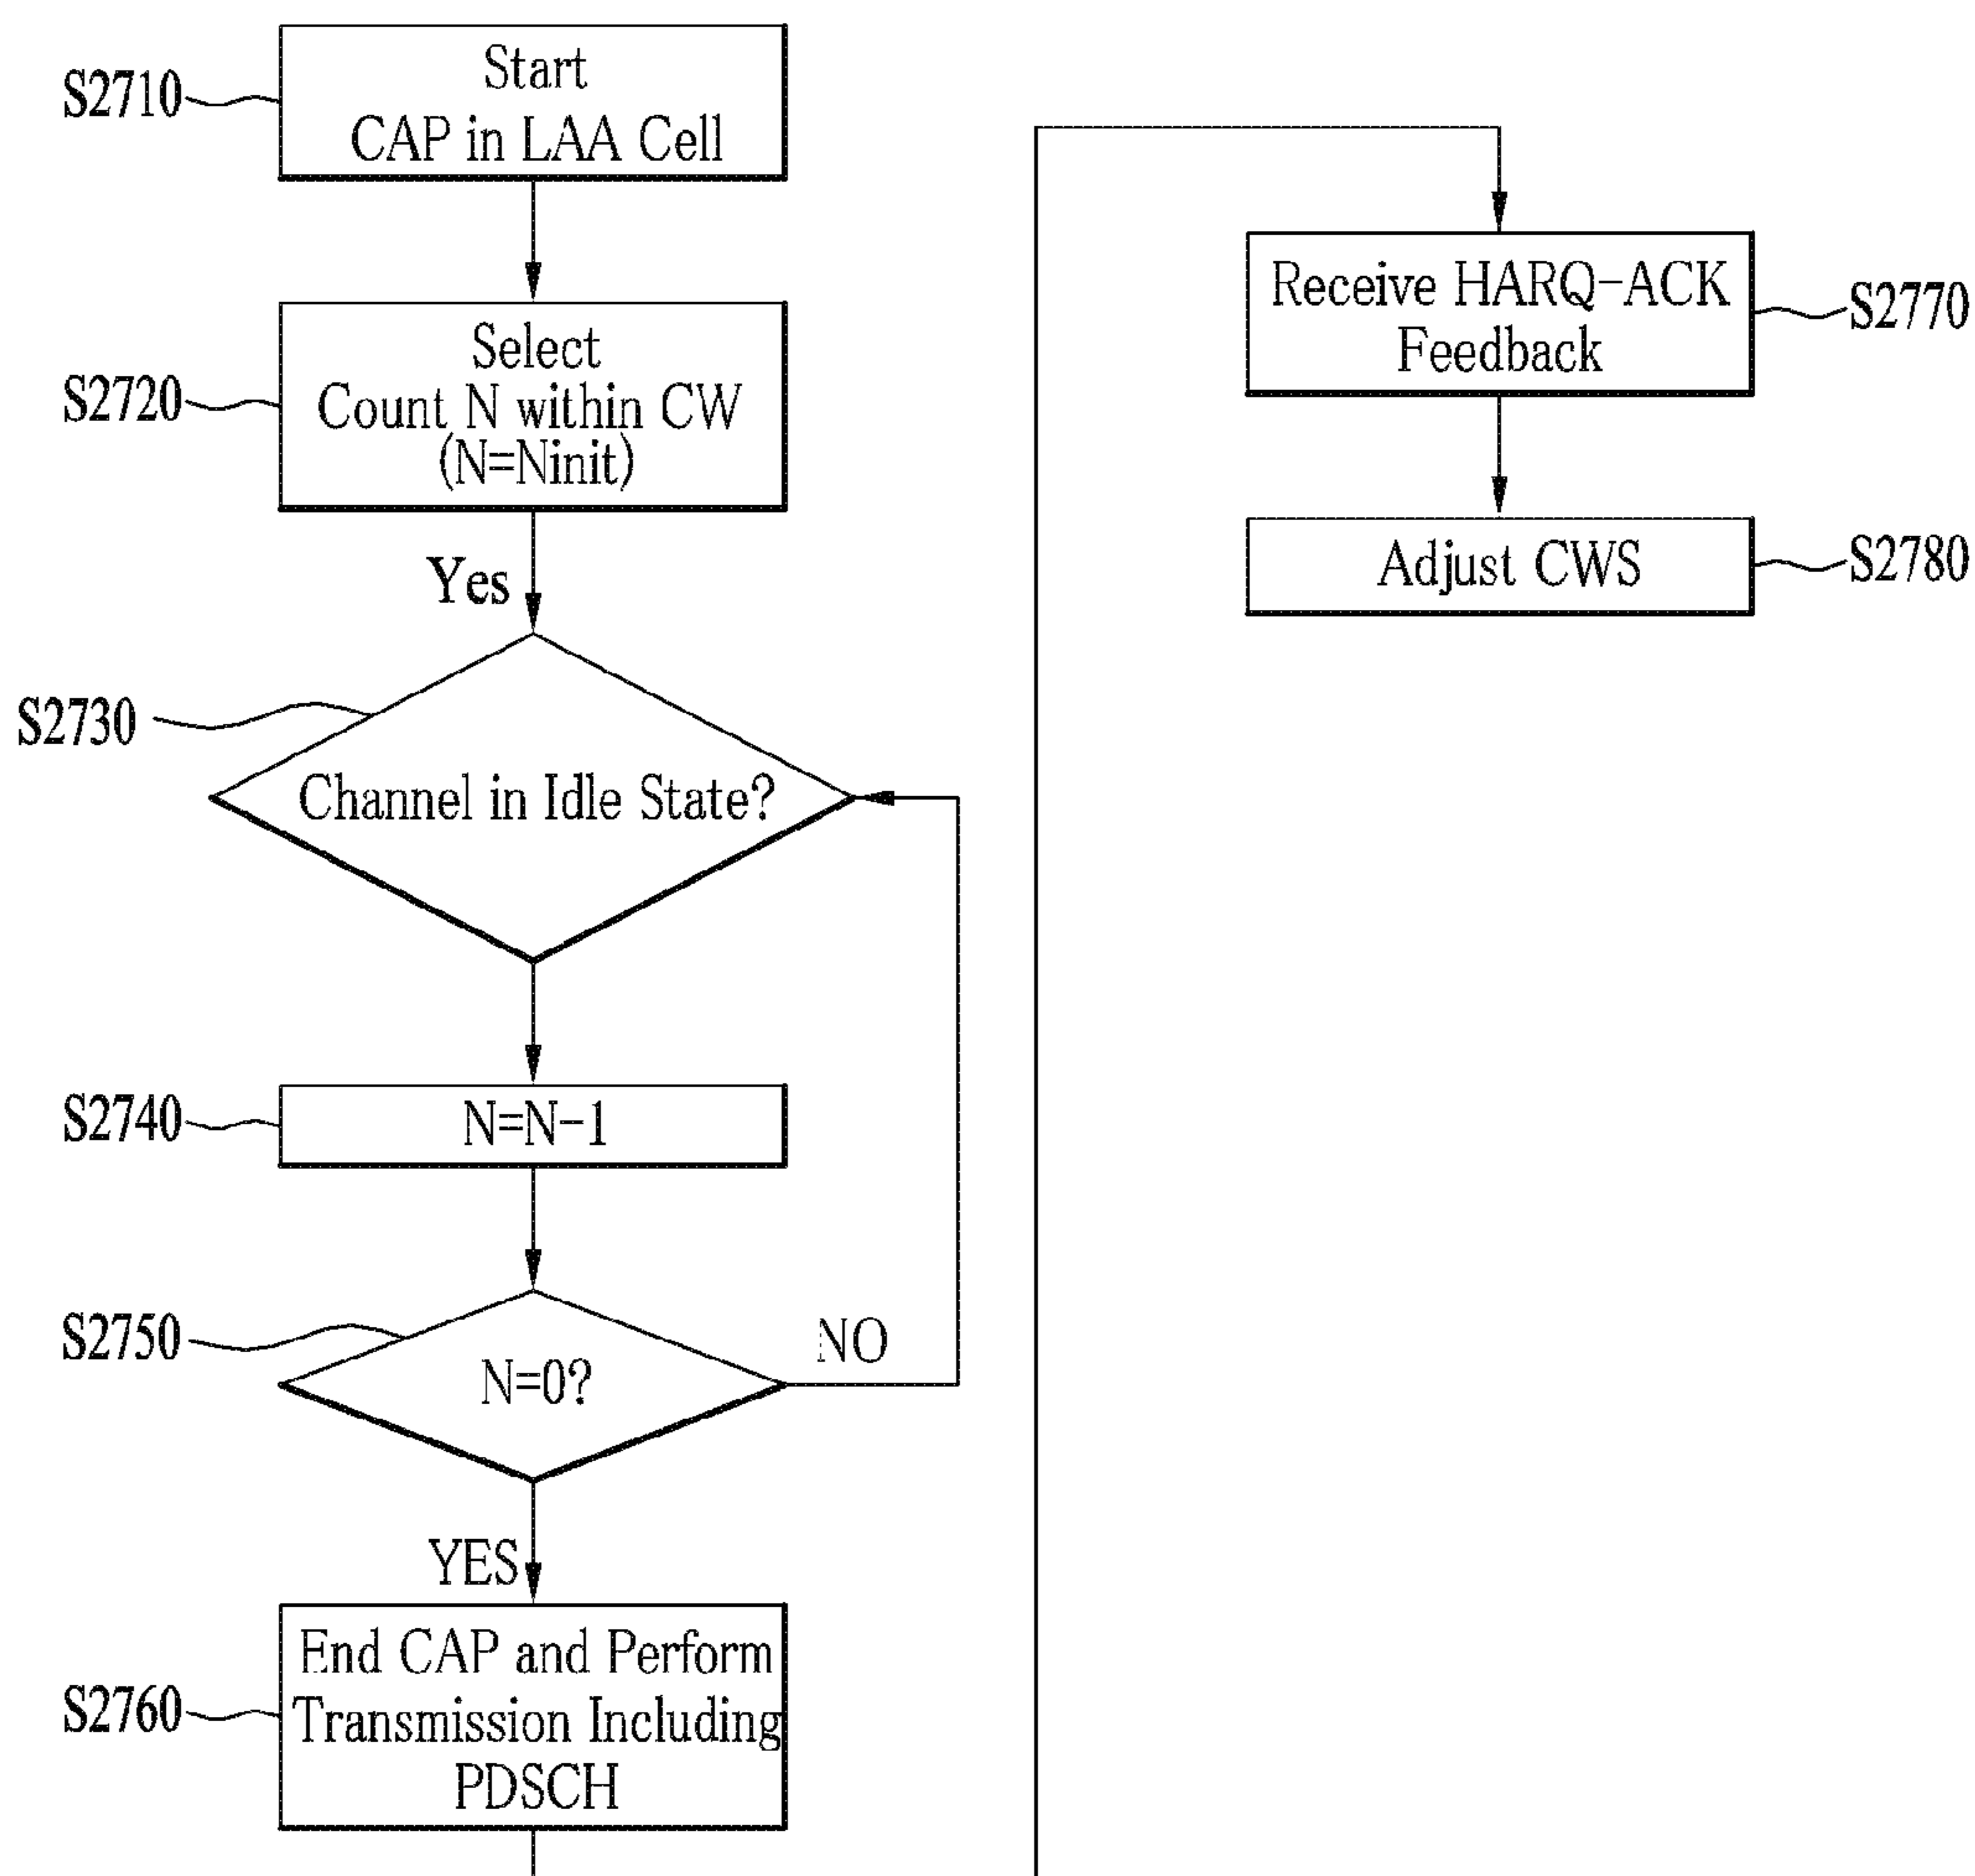 S2710
Start
CAP in LAA Cell
S2720
Select
Count N within CW
(N=Ninit)
Yes
S2730
Channel in Idle State?
S2740
N=N-1
S2750
N=0?
NO
YES
S2760
End CAP and Perform
Transmission Including
PDSCH
Receive HARQ-ACK
Feedback
S2770
Adjust CWS
S2780